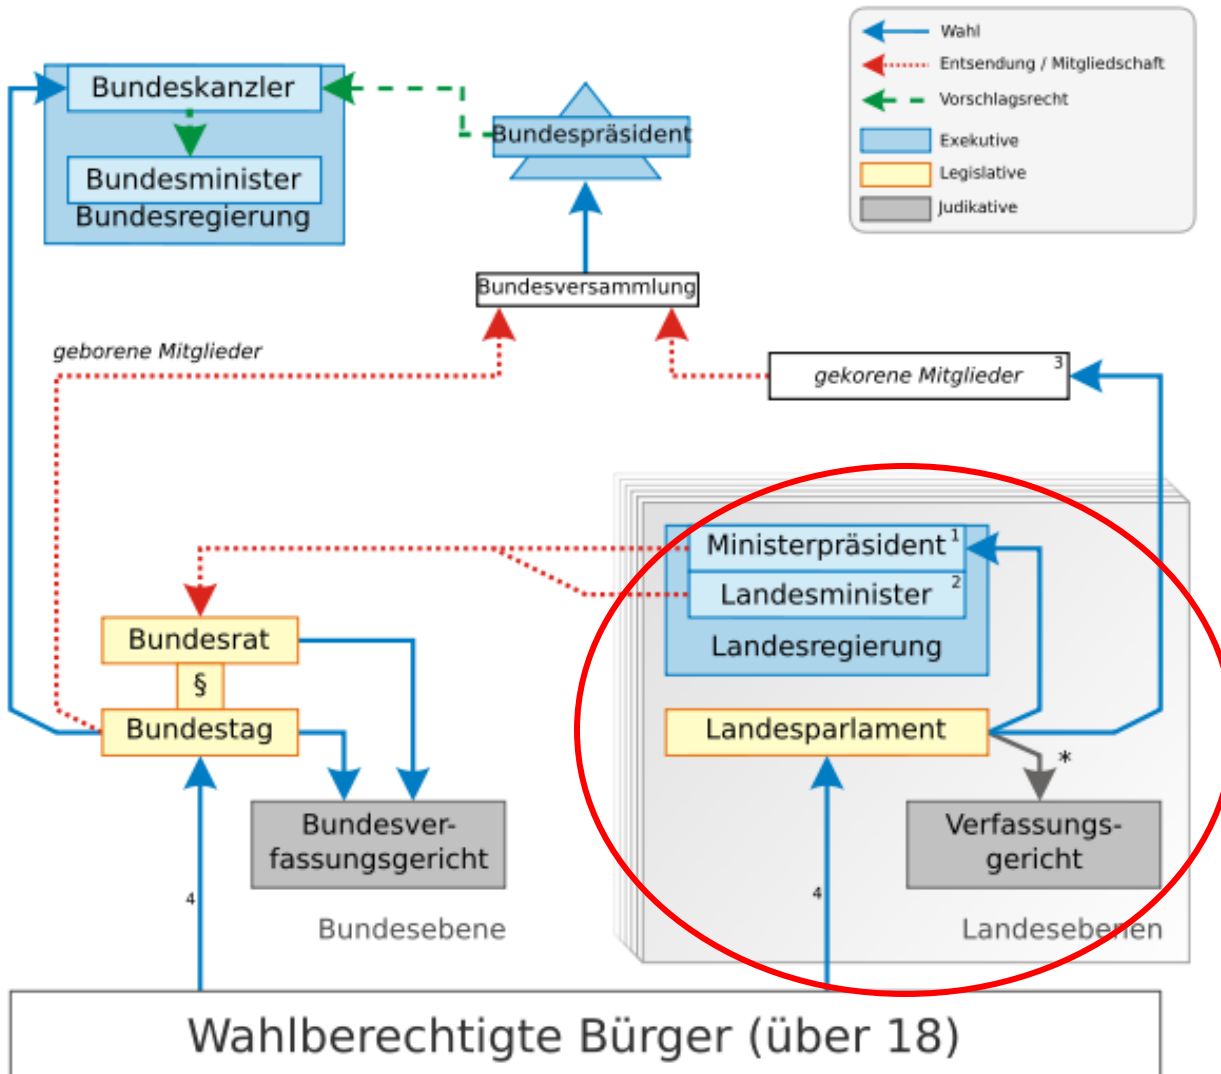 Wahl
Entsendung / Mitgliedschaft
Vorschlagsrecht
Exekutive
Legislative
Judikative
Bundeskanzler
Bundesminister
Bundesregierung
Bundespräsident
Bundesversammlung
geborene Mitglieder
gekorene Mitglieder 3
Ministerpräsident 1
Landesminister 2
Landesregierung
Bundesrat
§
Bundestag
Landesparlament
*
Bundesver-
fassungsgericht
Verfassungs-
gericht
4
4
Bundesebene
Landesebenen
Wahlberechtigte Bürger (über 18)